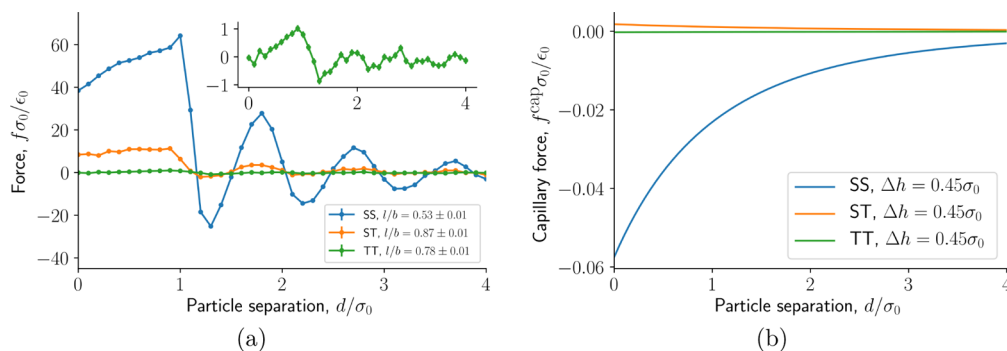 60
40
20
0
−20
−40
0
1
2
3
4
Force, fσ₀/ϵ₀
Particle separation, d/σ₀
1
0
−1
0
2
4
SS, l/b = 0.53 ± 0.01
ST, l/b = 0.87 ± 0.01
TT, l/b = 0.78 ± 0.01
(a)
0.00
−0.02
−0.04
−0.06
0
1
2
3
4
Capillary force, f^cap σ₀/ϵ₀
Particle separation, d/σ₀
SS, Δh = 0.45σ₀
ST, Δh = 0.45σ₀
TT, Δh = 0.45σ₀
(b)